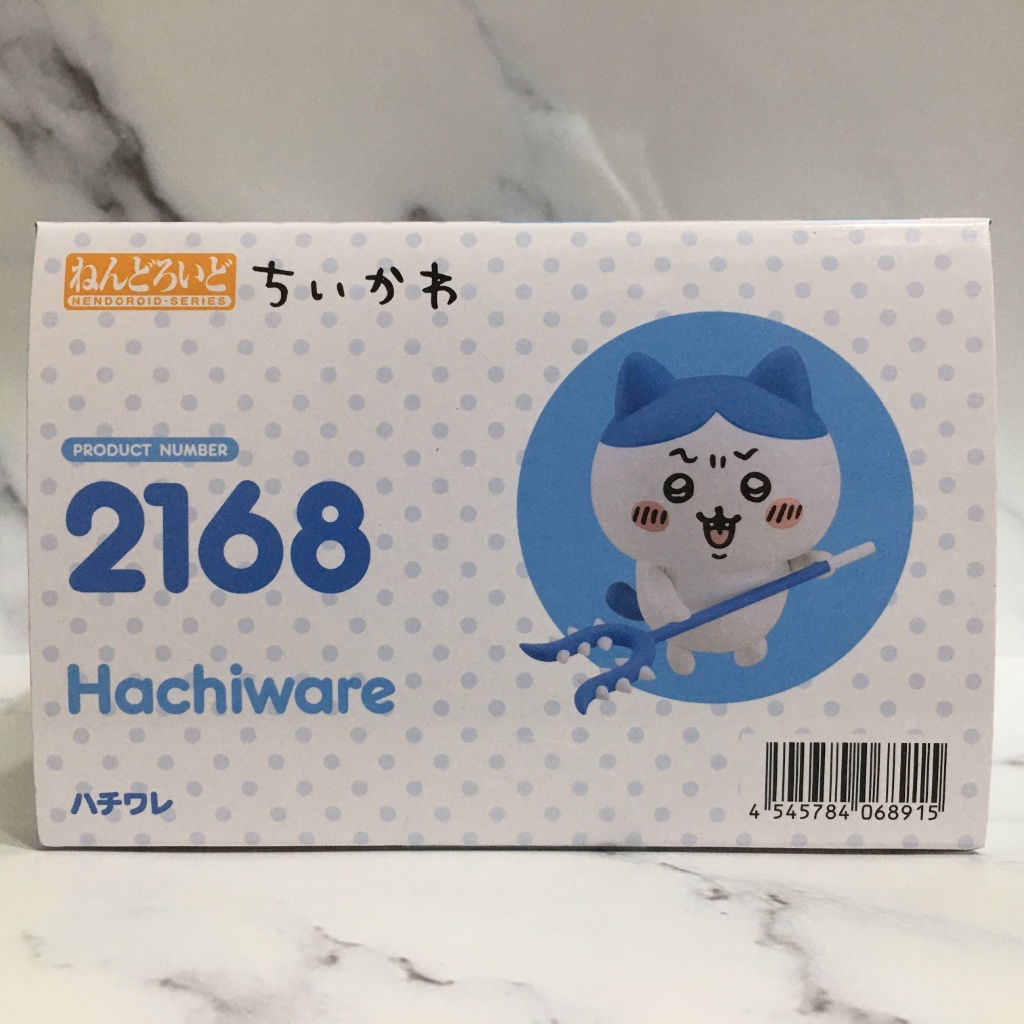 ねんどろいど
NENDOROID·SERIES
ちいかわ
PRODUCT NUMBER
2168
Hachiware
ハチワレ
4 545784 068915